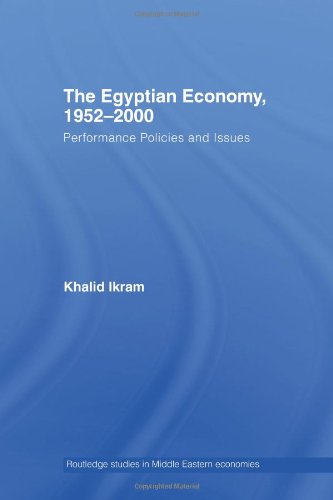 The Egyptian Economy,
1952–2000
Performance Policies and Issues
Khalid Ikram
Routledge studies in Middle Eastern economies